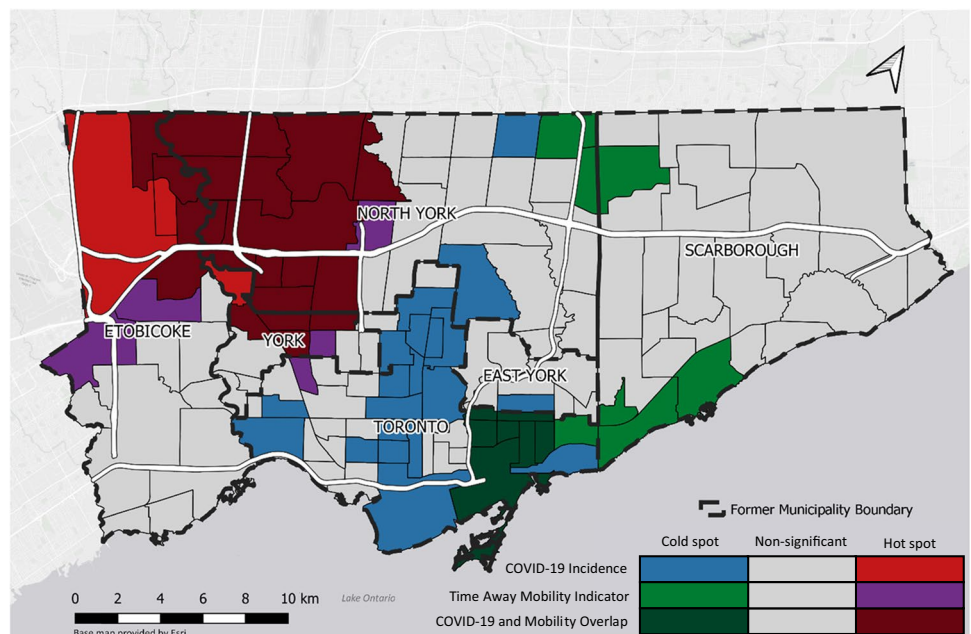 NORTH YORK
SCARBOROUGH
ETOBICOKE
YORK
EAST YORK
TORONTO
Former Municipality Boundary
Cold spot Non-significant Hot spot
COVID-19 Incidence
Time Away Mobility Indicator
COVID-19 and Mobility Overlap
0 2 4 6 8 10 km
Lake Ontario
Base map provided by Esri